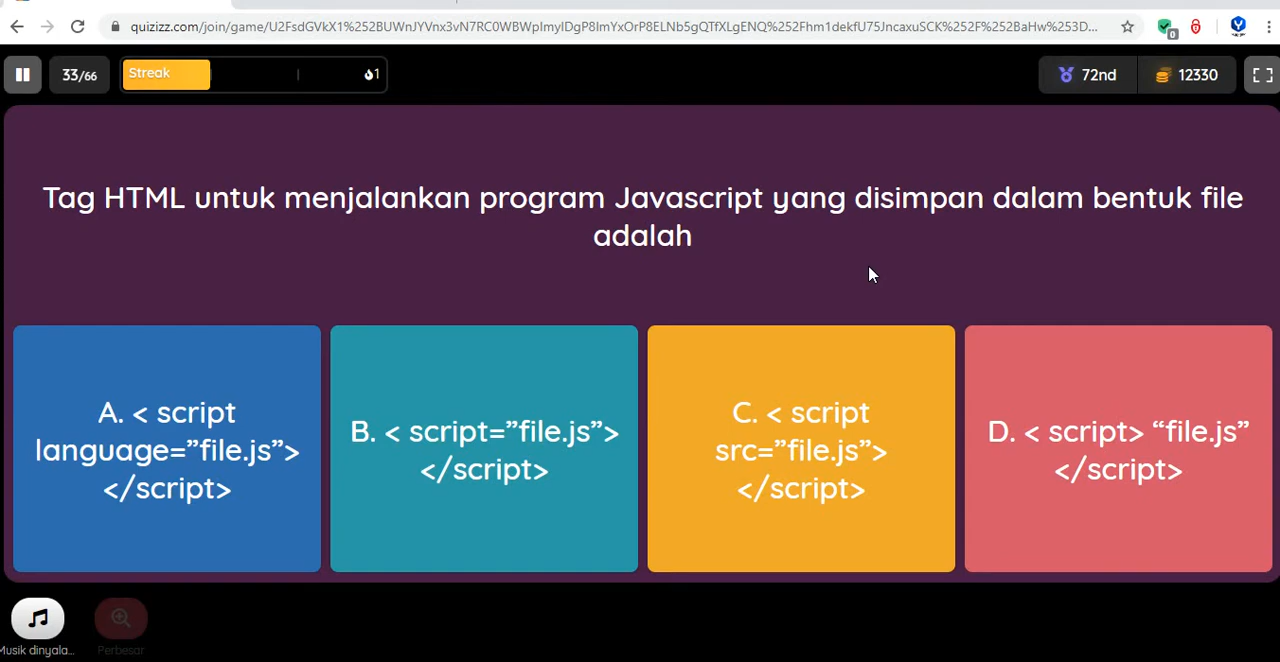 quizizz.com/join/game/U2FsdGVkX1%252BUWnJYVnx3vN7RC0WBWpImylDgP8ImYxOrP8ELNb5gQTfXLgENQ%252Fhm1dekfU75JncaxuSCK%252F%252BaHw%253D...
0
33/66
Streak
1
72nd
12330
Tag HTML untuk menjalankan program Javascript yang disimpan dalam bentuk file
adalah
A. < script
language=”file.js”>
</script>
B. < script=”file.js”>
</script>
C. < script
src=”file.js”>
</script>
D. < script> “file.js”
</script>
Musik dinyala...
Perbesar